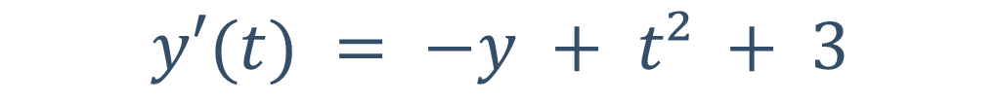 y′(t) = −y + t² + 3